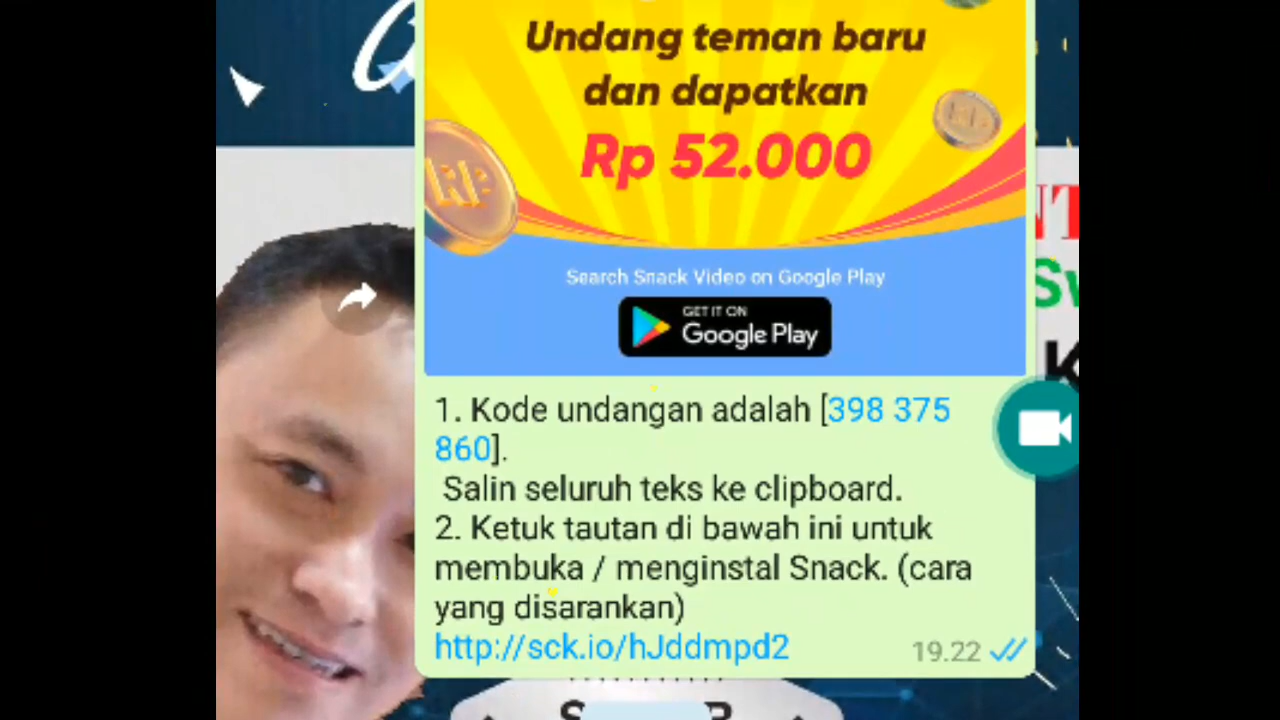 Undang teman baru
dan dapatkan
Rp 52.000
RP
Search Snack Video on Google Play
GET IT ON
Google Play
1. Kode undangan adalah [398 375
860].
Salin seluruh teks ke clipboard.
2. Ketuk tautan di bawah ini untuk
membuka / menginstal Snack. (cara
yang disarankan)
http://sck.io/hJddmpd2
19.22